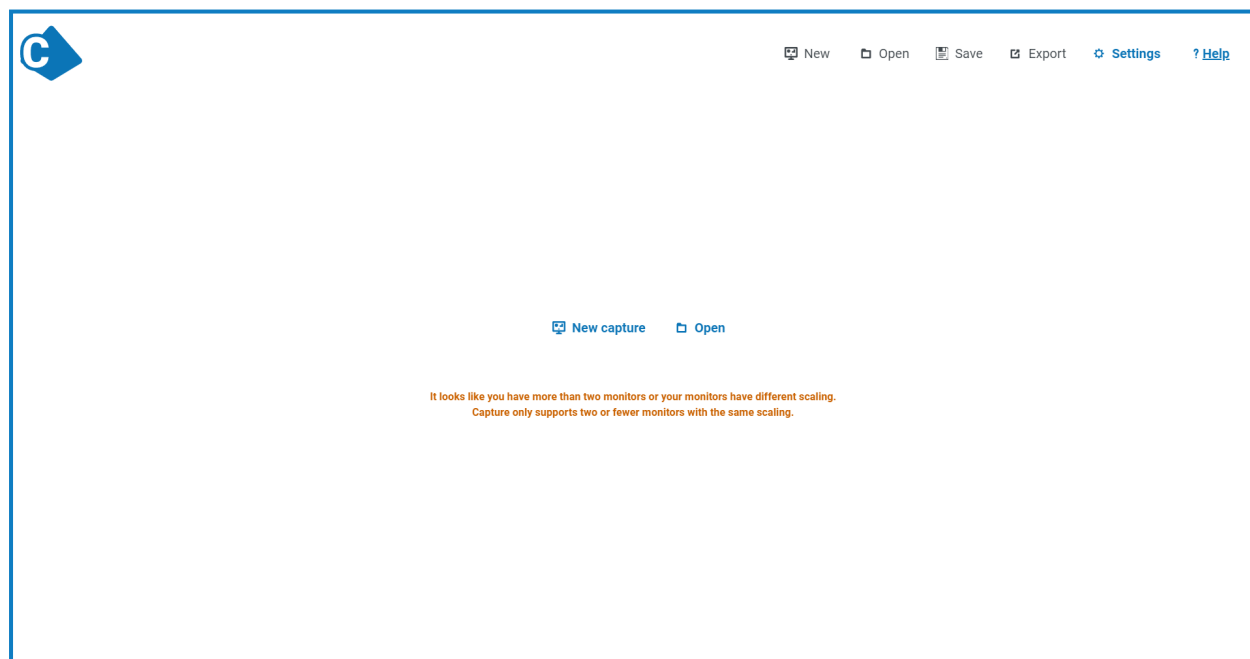 C
New Open Save Export Settings ? Help
New capture Open
It looks like you have more than two monitors or your monitors have different scaling.
Capture only supports two or fewer monitors with the same scaling.